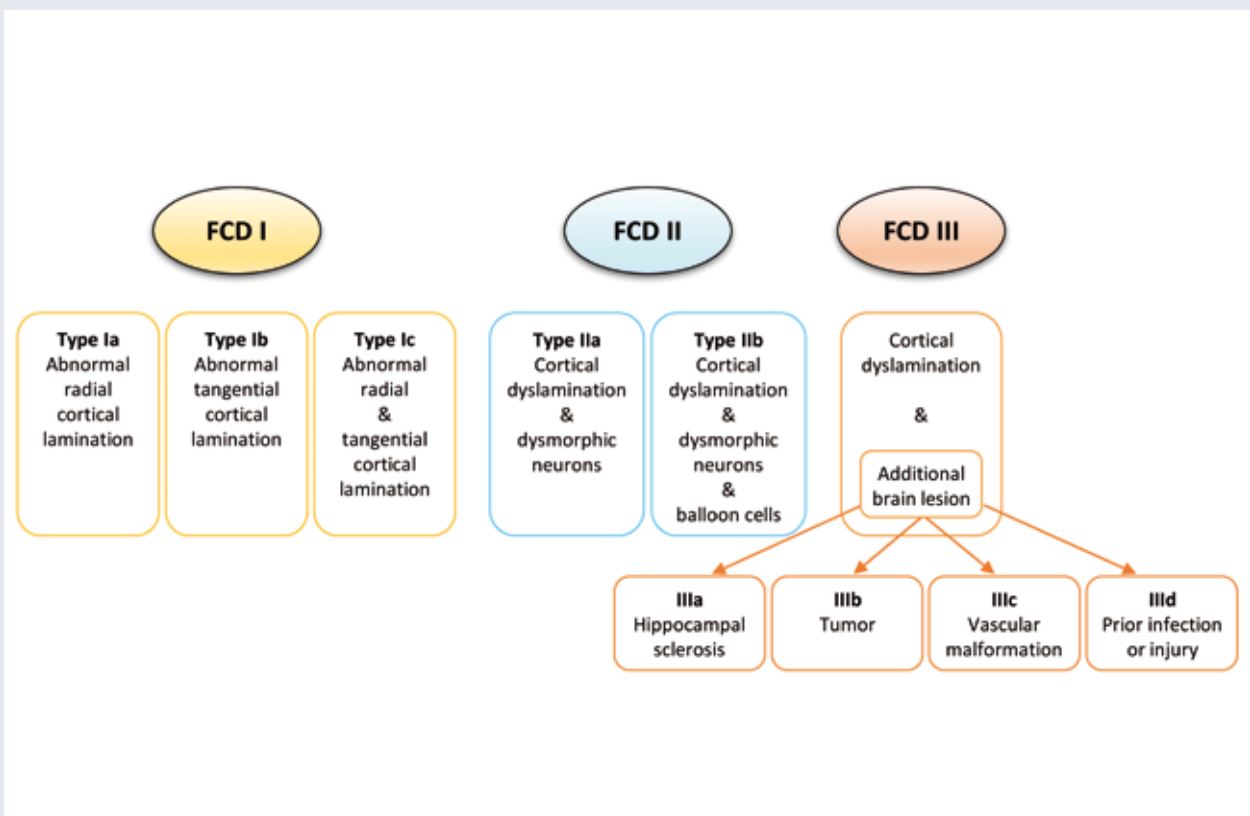 FCD I
FCD II
FCD III
Type Ia
Abnormal
radial
cortical
lamination
Type Ib
Abnormal
tangential
cortical
lamination
Type Ic
Abnormal
radial
&
tangential
cortical
lamination
Type IIa
Cortical
dyslamination
&
dysmorphic
neurons
Type IIb
Cortical
dyslamination
&
dysmorphic
neurons
&
balloon cells
Cortical
dyslamination
&
Additional
brain lesion
IIIa
Hippocampal
sclerosis
IIIb
Tumor
IIIc
Vascular
malformation
IIId
Prior infection
or injury